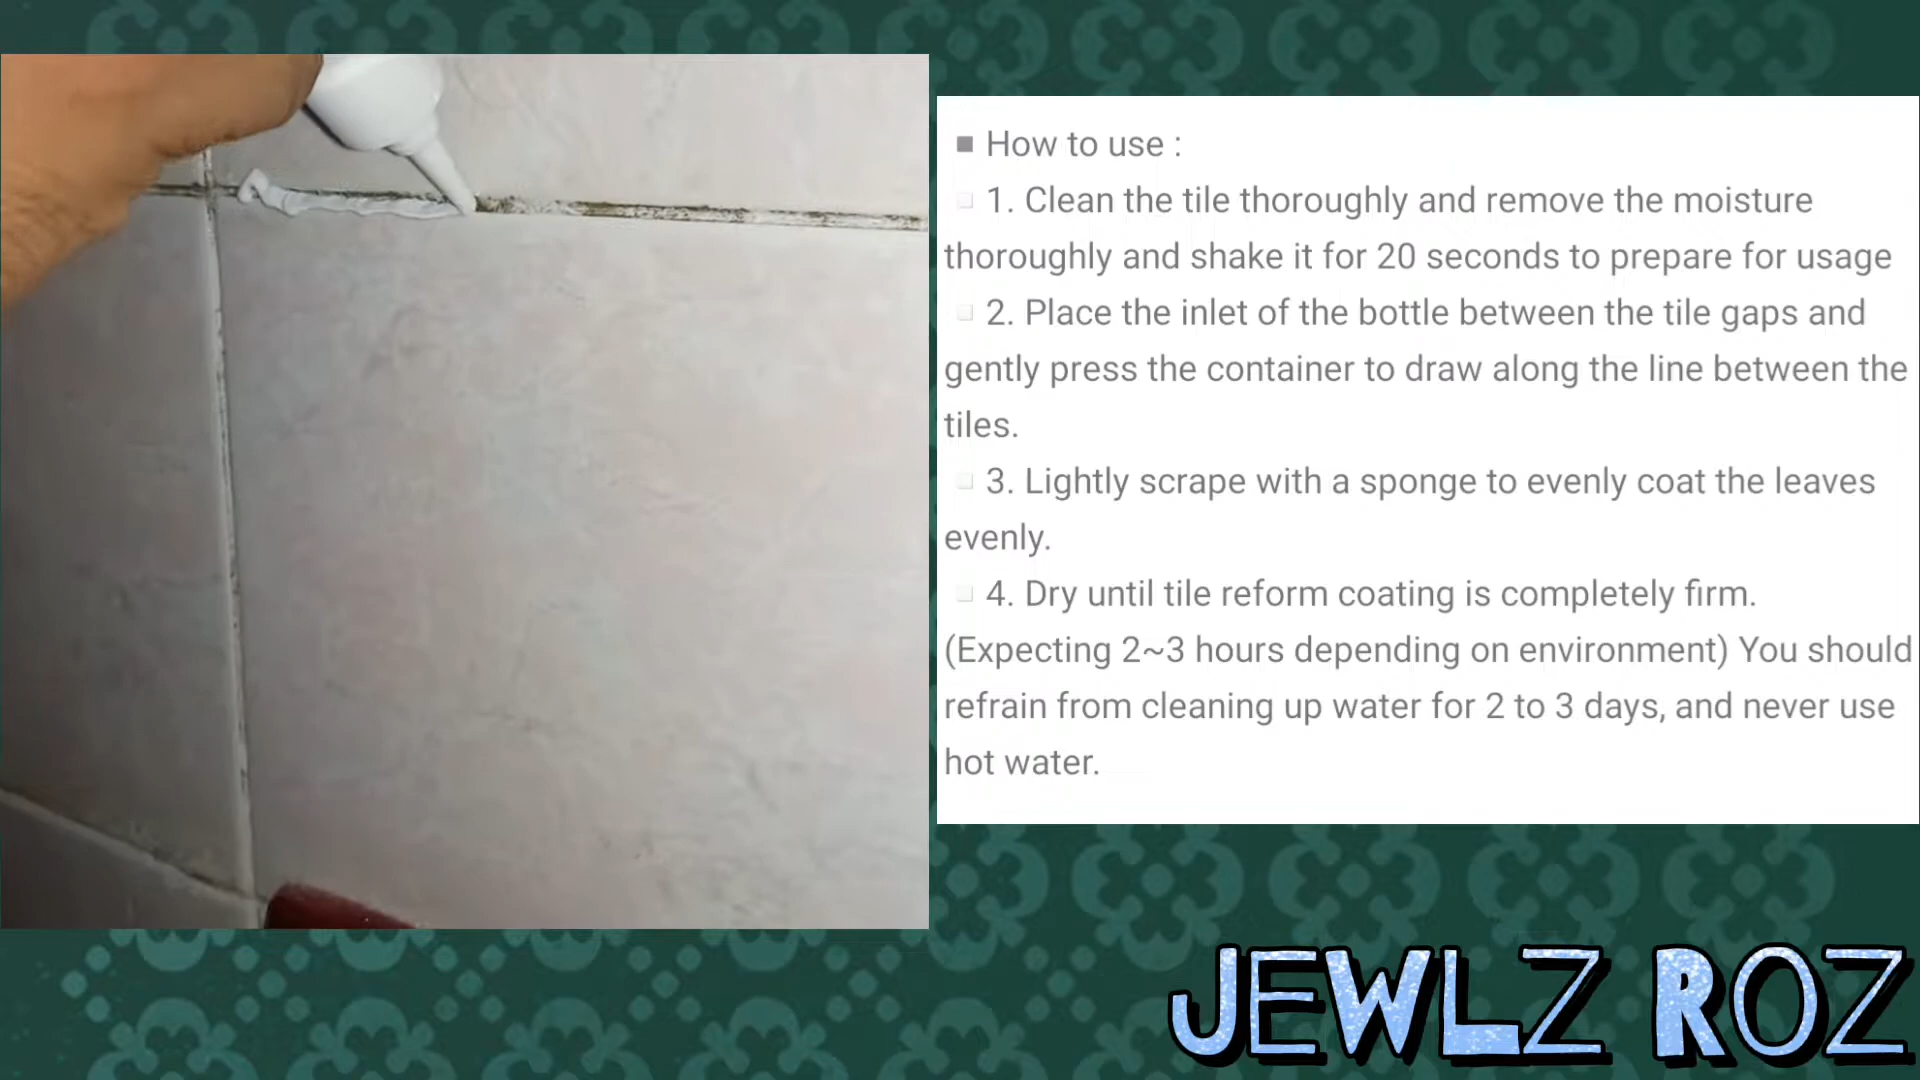 How to use :
1. Clean the tile thoroughly and remove the moisture
thoroughly and shake it for 20 seconds to prepare for usage
2. Place the inlet of the bottle between the tile gaps and
gently press the container to draw along the line between the
tiles.
3. Lightly scrape with a sponge to evenly coat the leaves
evenly.
4. Dry until tile reform coating is completely firm.
(Expecting 2~3 hours depending on environment) You should
refrain from cleaning up water for 2 to 3 days, and never use
hot water.
JEWLZ ROZ